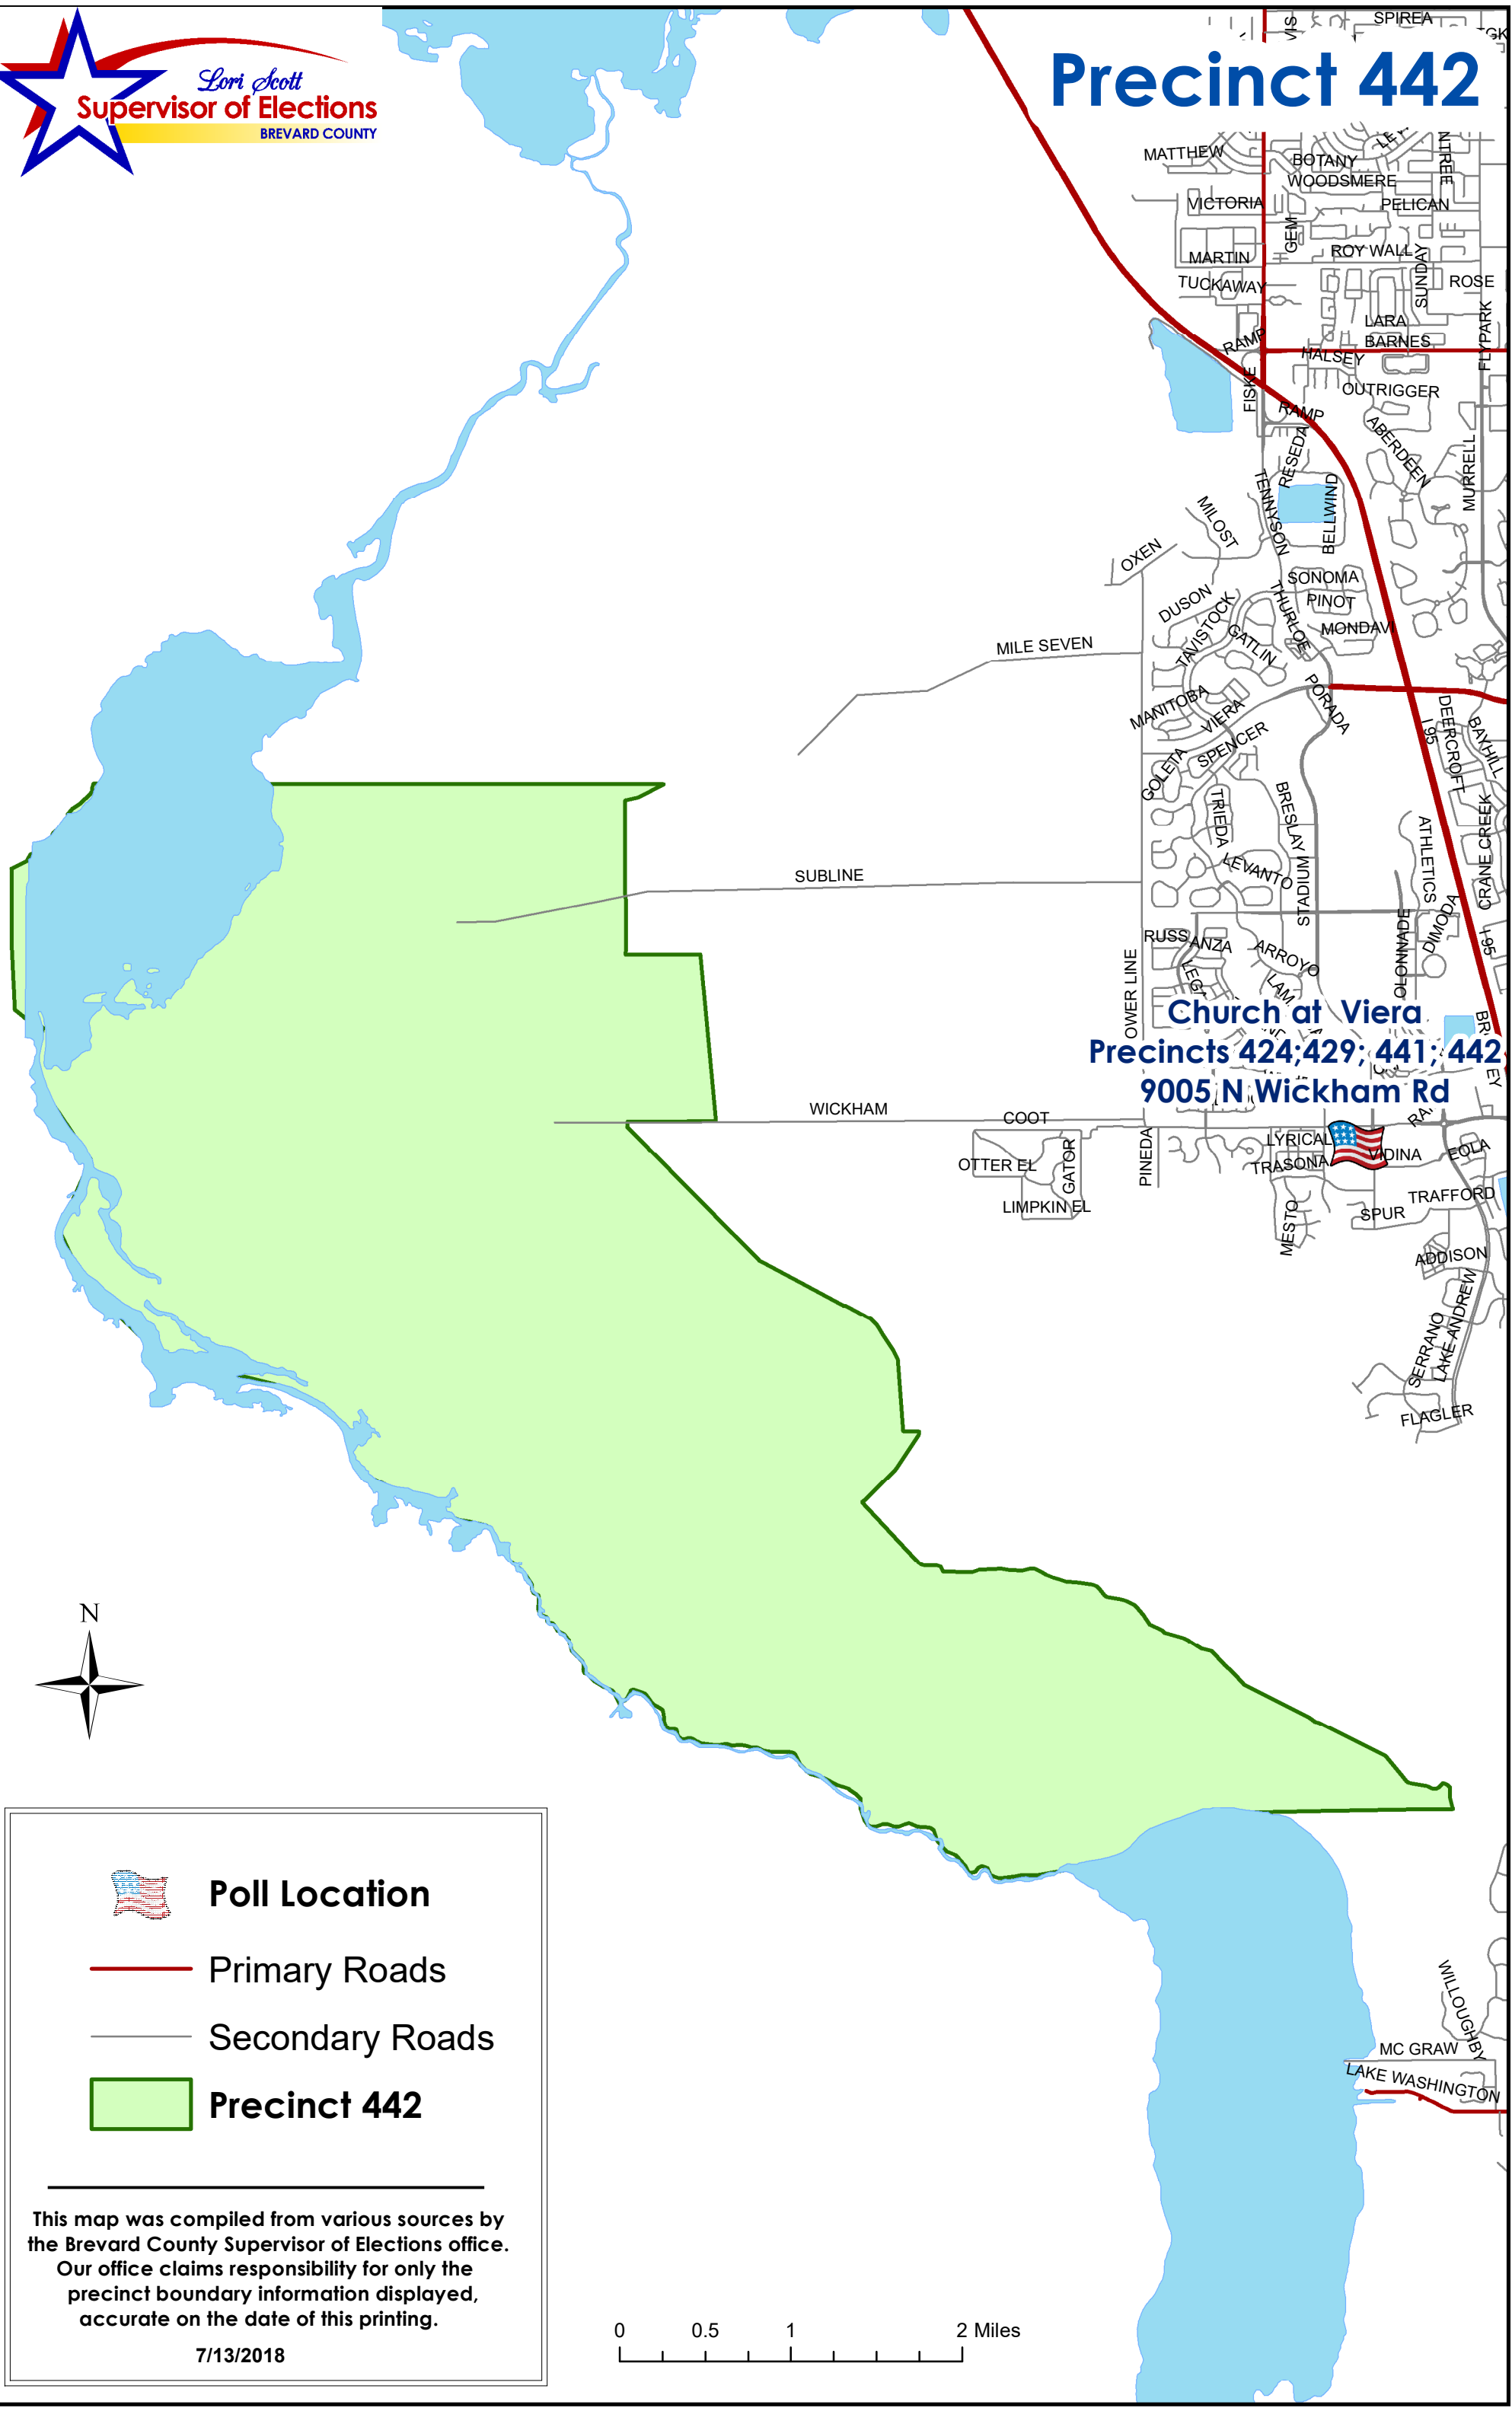 Lori Scott
Supervisor of Elections
BREVARD COUNTY
Precinct 442
SPIREA
MATTHEW
BOTANY
WOODSMERE
VICTORIA
PELICAN
GEM
ROY WALL
MARTIN
SUNDAY
TUCKAWAY
ROSE
LARA
BARNES
FLYPARK
RAMP
HALSEY
FISKE
OUTRIGGER
RAMP
ABERDEEN
RESEDA
MURRELL
TENNYSON
BELLWIND
MILOST
OXEN
SONOMA
DUSON
PINOT
THURLOE
TAVISTOCK
GATLIN
MONDAVI
MILE SEVEN
MANITOBA
VIERA
PORADA
I 95
DEERCROFT
BAYHILL
SPENCER
GOLETA
TRIEDA
BRESLAY
ATHLETICS
CRANE CREEK
LEVANTO
SUBLINE
STADIUM
DIMODA
I 95
RUSS
ANZA
ARROYO
OLONNADE
OWER LINE
LAM
Church at Viera
Precincts 424;429; 441; 442
9005 N Wickham Rd
WICKHAM
COOT
OTTER EL
GATOR
PINEDA
LYRICAL
VIDINA
EOLA
TRASONA
LIMPKIN EL
MESTO
SPUR
TRAFFORD
ADDISON
SERRANO
LAKE ANDREW
FLAGLER
N
WILLOUGHBY
MC GRAW
LAKE WASHINGTON
Poll Location
Primary Roads
Secondary Roads
Precinct 442
This map was compiled from various sources by
the Brevard County Supervisor of Elections office.
Our office claims responsibility for only the
precinct boundary information displayed,
accurate on the date of this printing.
7/13/2018
0 0.5 1 2 Miles